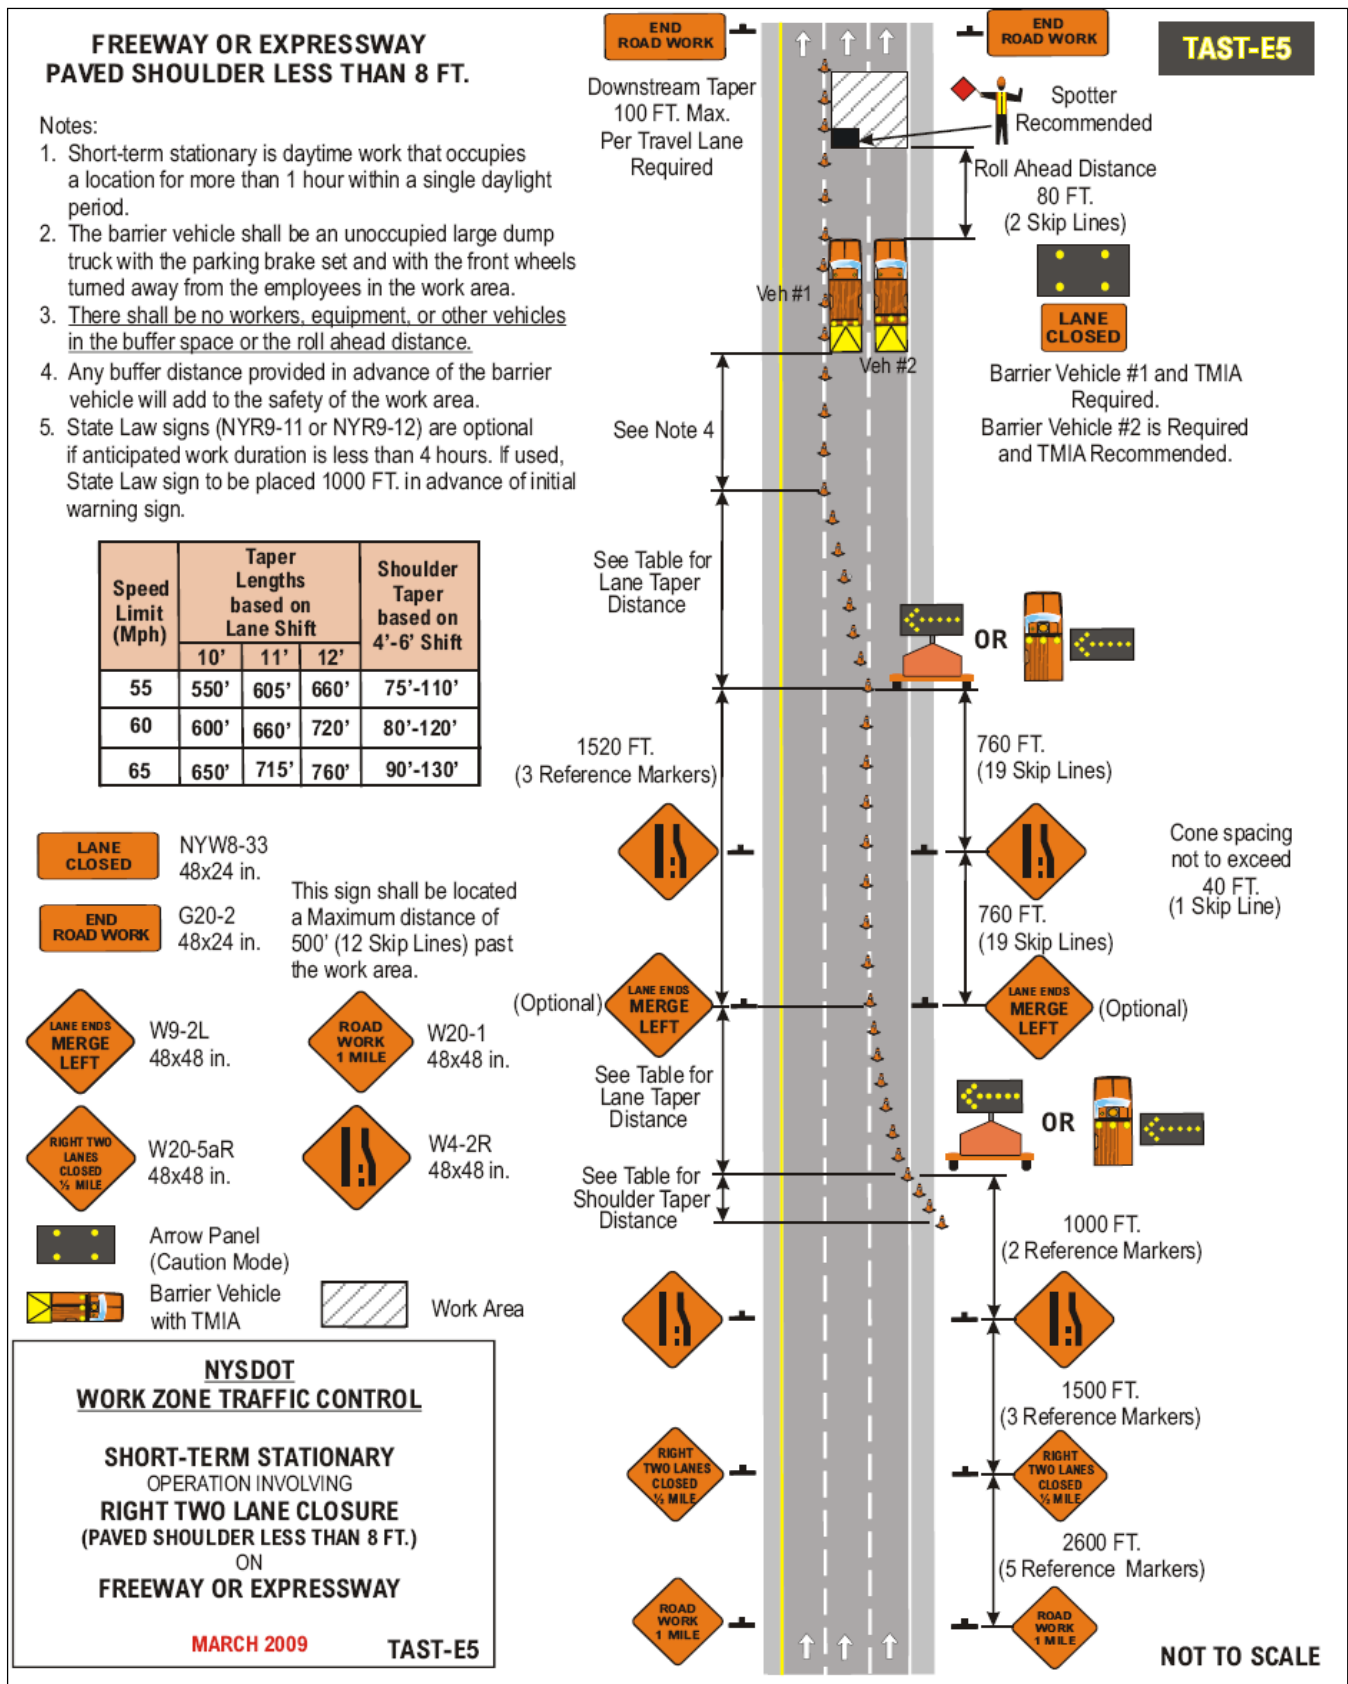 FREEWAY OR EXPRESSWAY
PAVED SHOULDER LESS THAN 8 FT.
Notes:
1. Short-term stationary is daytime work that occupies
a location for more than 1 hour within a single daylight
period.
2. The barrier vehicle shall be an unoccupied large dump
truck with the parking brake set and with the front wheels
turned away from the employees in the work area.
3. There shall be no workers, equipment, or other vehicles
in the buffer space or the roll ahead distance.
4. Any buffer distance provided in advance of the barrier
vehicle will add to the safety of the work area.
5. State Law signs (NYR9-11 or NYR9-12) are optional
if anticipated work duration is less than 4 hours. If used,
State Law sign to be placed 1000 FT. in advance of initial
warning sign.
Speed
Limit
(Mph)
Taper
Lengths
based on
Lane Shift
Shoulder
Taper
based on
4'-6' Shift
10' 11' 12'
55 550' 605' 660' 75'-110'
60 600' 660' 720' 80'-120'
65 650' 715' 760' 90'-130'
LANE
CLOSED
NYW8-33
48x24 in.
END
ROAD WORK
G20-2
48x24 in.
This sign shall be located
a Maximum distance of
500' (12 Skip Lines) past
the work area.
LANE ENDS
MERGE
LEFT
W9-2L
48x48 in.
ROAD
WORK
1 MILE
W20-1
48x48 in.
RIGHT TWO
LANES
CLOSED
½ MILE
W20-5aR
48x48 in.
W4-2R
48x48 in.
Arrow Panel
(Caution Mode)
Barrier Vehicle
with TMIA
Work Area
NYSDOT
WORK ZONE TRAFFIC CONTROL
SHORT-TERM STATIONARY
OPERATION INVOLVING
RIGHT TWO LANE CLOSURE
(PAVED SHOULDER LESS THAN 8 FT.)
ON
FREEWAY OR EXPRESSWAY
MARCH 2009
TAST-E5
END
ROAD WORK
END
ROAD WORK
TAST-E5
Downstream Taper
100 FT. Max.
Per Travel Lane
Required
Spotter
Recommended
Roll Ahead Distance
80 FT.
(2 Skip Lines)
Veh #1
Veh #2
LANE
CLOSED
Barrier Vehicle #1 and TMIA
Required.
Barrier Vehicle #2 is Required
and TMIA Recommended.
See Note 4
See Table for
Lane Taper
Distance
OR
1520 FT.
(3 Reference Markers)
760 FT.
(19 Skip Lines)
Cone spacing
not to exceed
40 FT.
(1 Skip Line)
760 FT.
(19 Skip Lines)
(Optional)
LANE ENDS
MERGE
LEFT
LANE ENDS
MERGE
LEFT
(Optional)
See Table for
Lane Taper
Distance
OR
See Table for
Shoulder Taper
Distance
1000 FT.
(2 Reference Markers)
1500 FT.
(3 Reference Markers)
RIGHT
TWO LANES
CLOSED
½ MILE
RIGHT
TWO LANES
CLOSED
½ MILE
2600 FT.
(5 Reference Markers)
ROAD
WORK
1 MILE
ROAD
WORK
1 MILE
NOT TO SCALE